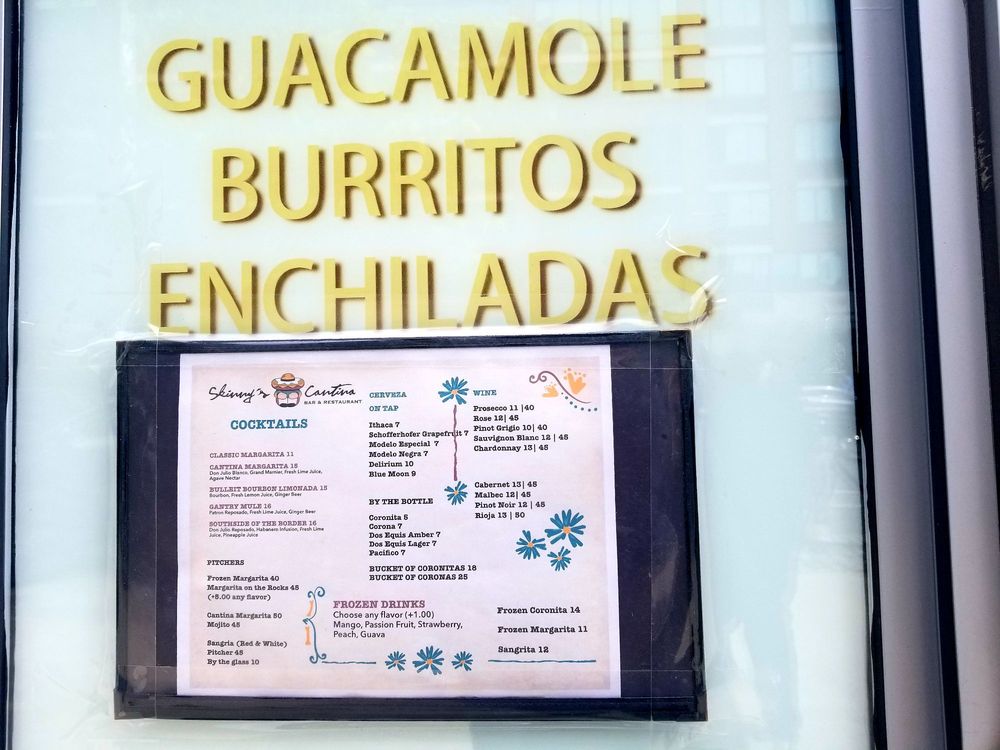 GUACAMOLE
BURRITOS
ENCHILADAS
Skinny's Cantina
BAR & RESTAURANT
COCKTAILS
CLASSIC MARGARITA 11
CANTINA MARGARITA 15
Don Julio Blanco, Grand Marnier, Fresh Lime Juice,
Agave Nectar
BULLEIT BOURBON LIMONADA 15
Bourbon, Fresh Lemon Juice, Ginger Beer
GANTRY MULE 16
Patron Reposado, Fresh Lime Juice, Ginger Beer
SOUTHSIDE OF THE BORDER 16
Don Julio Reposado, Habanero Infusion, Fresh Lime
Juice, Pineapple Juice
PITCHERS
Frozen Margarita 40
Margarita on the Rocks 45
(+5.00 any flavor)
Cantina Margarita 50
Mojito 45
Sangria (Red & White)
Pitcher 45
By the glass 10
CERVEZA
ON TAP
Ithaca 7
Schofferhofer Grapefruit 7
Modelo Especial 7
Modelo Negra 7
Delirium 10
Blue Moon 9
BY THE BOTTLE
Coronita 5
Corona 7
Dos Equis Amber 7
Dos Equis Lager 7
Pacifico 7
BUCKET OF CORONITAS 18
BUCKET OF CORONAS 25
WINE
Prosecco 11 |40
Rose 12| 45
Pinot Grigio 10| 40
Sauvignon Blanc 12 | 45
Chardonnay 13| 45
Cabernet 13| 45
Malbec 12| 45
Pinot Noir 12 | 45
Rioja 13 | 50
FROZEN DRINKS
Choose any flavor (+1.00)
Mango, Passion Fruit, Strawberry,
Peach, Guava
Frozen Coronita 14
Frozen Margarita 11
Sangrita 12